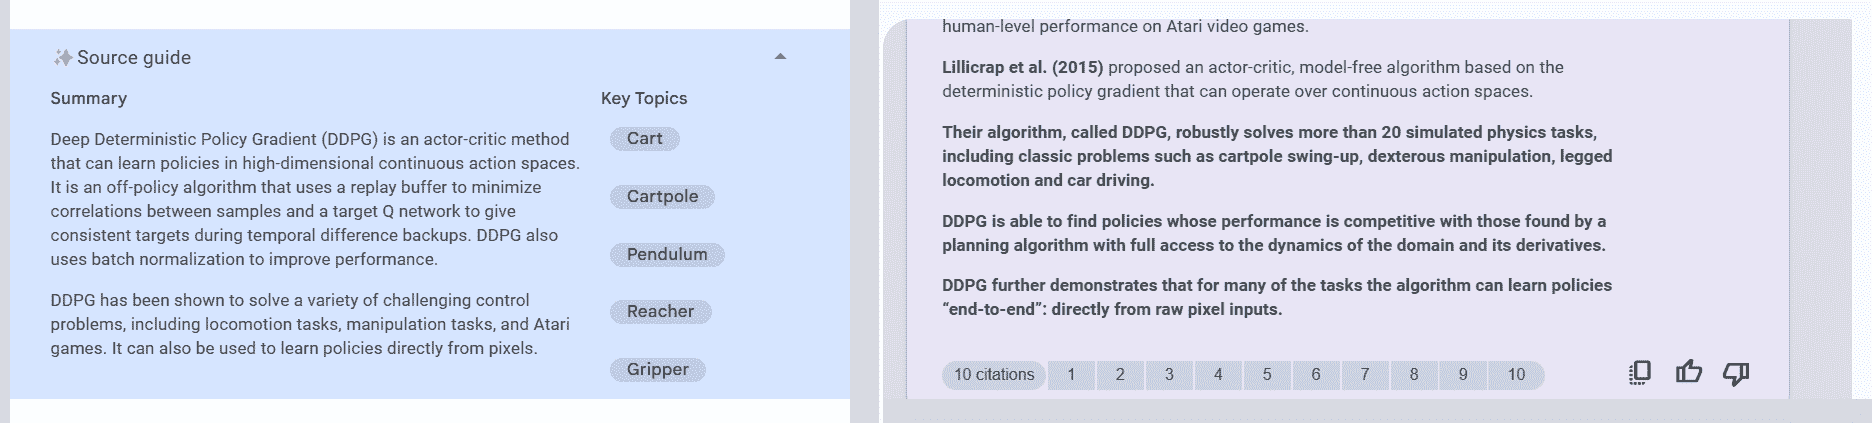 Source guide
Summary
Deep Deterministic Policy Gradient (DDPG) is an actor-critic method
that can learn policies in high-dimensional continuous action spaces.
It is an off-policy algorithm that uses a replay buffer to minimize
correlations between samples and a target Q network to give
consistent targets during temporal difference backups. DDPG also
uses batch normalization to improve performance.
DDPG has been shown to solve a variety of challenging control
problems, including locomotion tasks, manipulation tasks, and Atari
games. It can also be used to learn policies directly from pixels.
Key Topics
Cart
Cartpole
Pendulum
Reacher
Gripper
human-level performance on Atari video games.
Lillicrap et al. (2015) proposed an actor-critic, model-free algorithm based on the
deterministic policy gradient that can operate over continuous action spaces.
Their algorithm, called DDPG, robustly solves more than 20 simulated physics tasks,
including classic problems such as cartpole swing-up, dexterous manipulation, legged
locomotion and car driving.
DDPG is able to find policies whose performance is competitive with those found by a
planning algorithm with full access to the dynamics of the domain and its derivatives.
DDPG further demonstrates that for many of the tasks the algorithm can learn policies
“end-to-end”: directly from raw pixel inputs.
10 citations 1 2 3 4 5 6 7 8 9 10